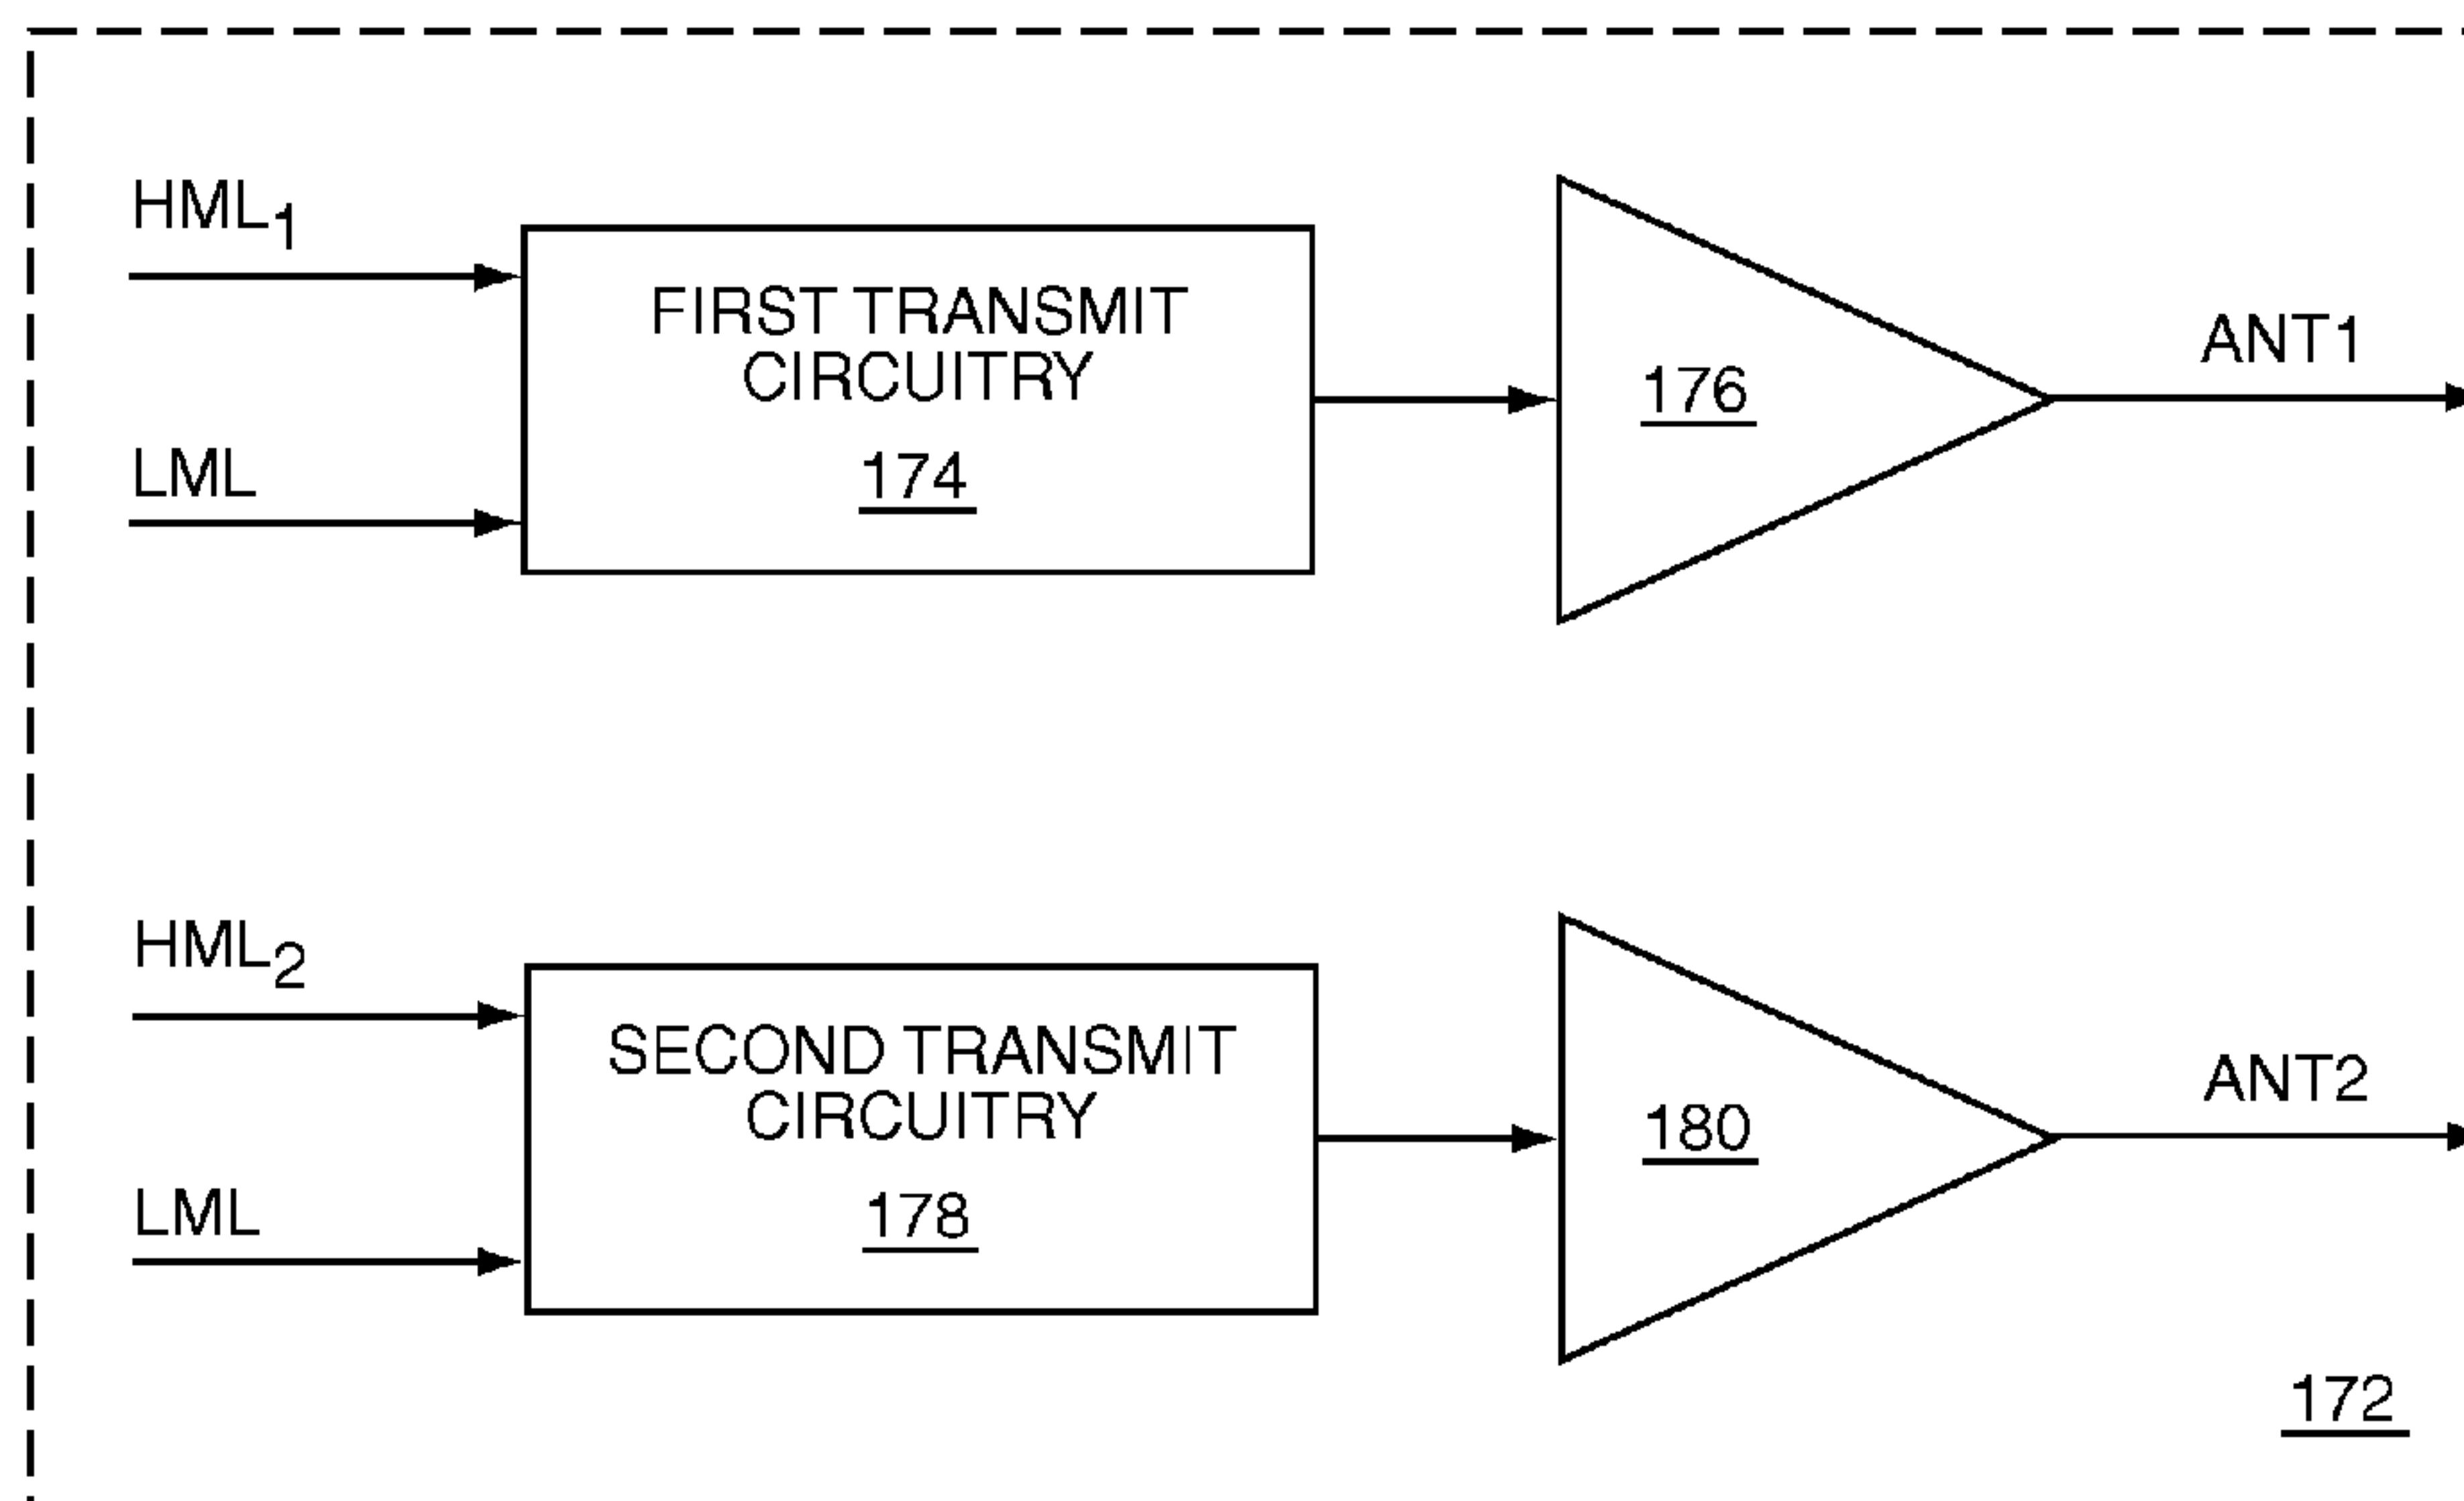 HML1
FIRST TRANSMIT
CIRCUITRY
174
LML
176
ANT1
HML2
SECOND TRANSMIT
CIRCUITRY
178
LML
180
ANT2
172